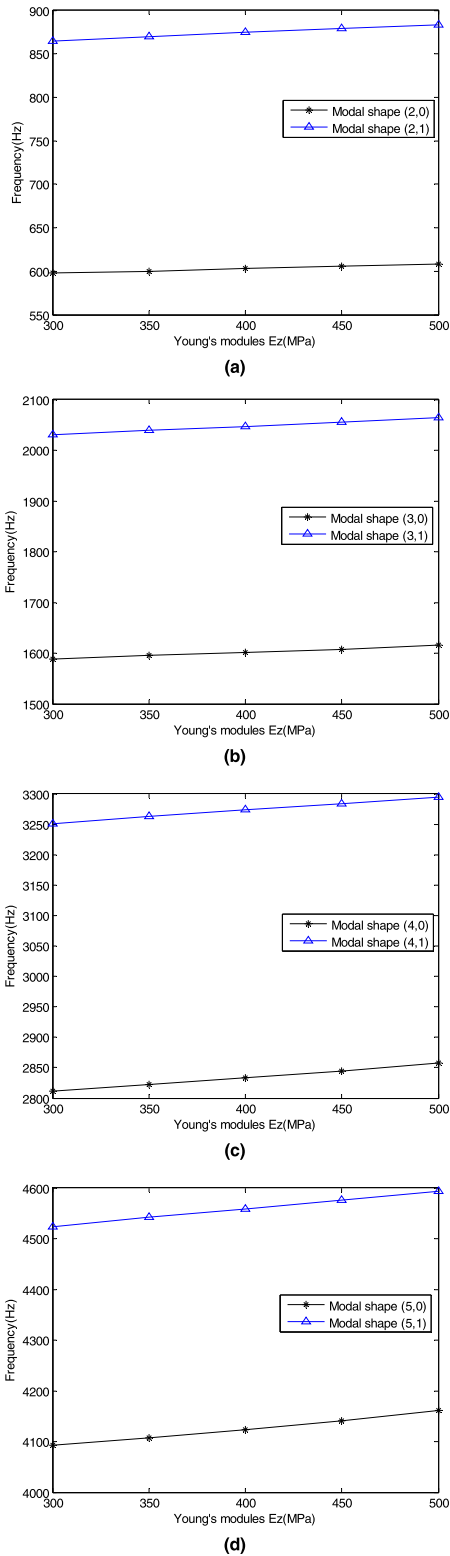 900
850
800
750
700
650
600
550
Frequency(Hz)
Modal shape (2,0)
Modal shape (2,1)
300 350 400 450 500
Young's modules Ez(MPa)
(a)
2100
2000
1900
1800
1700
1600
1500
Frequency(Hz)
Modal shape (3,0)
Modal shape (3,1)
300 350 400 450 500
Young's modules Ez(MPa)
(b)
3300
3250
3200
3150
3100
3050
3000
2950
2900
2850
2800
Frequency(Hz)
Modal shape (4,0)
Modal shape (4,1)
300 350 400 450 500
Young's modules Ez(MPa)
(c)
4600
4500
4400
4300
4200
4100
4000
Frequency(Hz)
Modal shape (5,0)
Modal shape (5,1)
300 350 400 450 500
Young's modules Ez(MPa)
(d)